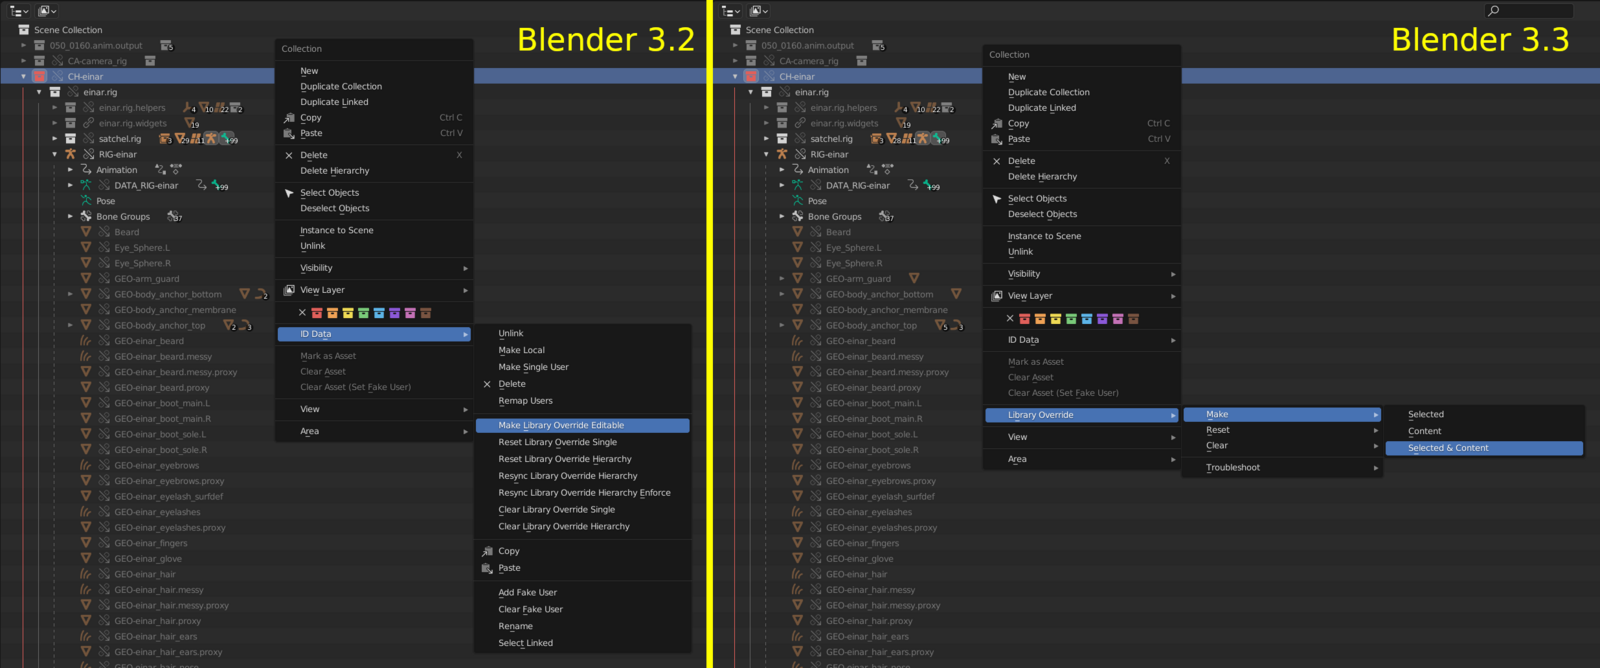 Blender 3.2
Scene Collection
050_0160.anim.output 5
CA-camera_rig
CH-einar
einar.rig
einar.rig.helpers 4 10 22 2
einar.rig.widgets 19
satchel.rig 3 29 11 +99
RIG-einar
Animation
DATA_RIG-einar +99
Pose
Bone Groups 37
Beard
Eye_Sphere.L
Eye_Sphere.R
GEO-arm_guard
GEO-body_anchor_bottom 2
GEO-body_anchor_membrane
GEO-body_anchor_top 2 3
GEO-einar_beard
GEO-einar_beard.messy
GEO-einar_beard.messy.proxy
GEO-einar_beard.proxy
GEO-einar_boot_main.L
GEO-einar_boot_main.R
GEO-einar_boot_sole.L
GEO-einar_boot_sole.R
GEO-einar_eyebrows
GEO-einar_eyebrows.proxy
GEO-einar_eyelash_surfdef
GEO-einar_eyelashes
GEO-einar_eyelashes.proxy
GEO-einar_fingers
GEO-einar_glove
GEO-einar_hair
GEO-einar_hair.messy
GEO-einar_hair.messy.proxy
GEO-einar_hair.proxy
GEO-einar_hair_ears
GEO-einar_hair_ears.proxy
Collection
New
Duplicate Collection
Duplicate Linked
Copy Ctrl C
Paste Ctrl V
Delete X
Delete Hierarchy
Select Objects
Deselect Objects
Instance to Scene
Unlink
Visibility
View Layer
ID Data
Mark as Asset
Clear Asset
Clear Asset (Set Fake User)
View
Area
Unlink
Make Local
Make Single User
Delete
Remap Users
Make Library Override Editable
Reset Library Override Single
Reset Library Override Hierarchy
Resync Library Override Hierarchy
Resync Library Override Hierarchy Enforce
Clear Library Override Single
Clear Library Override Hierarchy
Copy
Paste
Add Fake User
Clear Fake User
Rename
Select Linked
Blender 3.3
Scene Collection
050_0160.anim.output 5
CA-camera_rig
CH-einar
einar.rig
einar.rig.helpers 4 10 22 2
einar.rig.widgets 19
satchel.rig 3 28 11 +99
RIG-einar
Animation
DATA_RIG-einar +99
Pose
Bone Groups 37
Beard
Eye_Sphere.L
Eye_Sphere.R
GEO-arm_guard
GEO-body_anchor_bottom
GEO-body_anchor_membrane
GEO-body_anchor_top 5 3
GEO-einar_beard
GEO-einar_beard.messy
GEO-einar_beard.messy.proxy
GEO-einar_beard.proxy
GEO-einar_boot_main.L
GEO-einar_boot_main.R
GEO-einar_boot_sole.L
GEO-einar_boot_sole.R
GEO-einar_eyebrows
GEO-einar_eyebrows.proxy
GEO-einar_eyelash_surfdef
GEO-einar_eyelashes
GEO-einar_eyelashes.proxy
GEO-einar_fingers
GEO-einar_glove
GEO-einar_hair
GEO-einar_hair.messy
GEO-einar_hair.messy.proxy
GEO-einar_hair.proxy
GEO-einar_hair_ears
GEO-einar_hair_ears.proxy
Collection
New
Duplicate Collection
Duplicate Linked
Copy Ctrl C
Paste Ctrl V
Delete X
Delete Hierarchy
Select Objects
Deselect Objects
Instance to Scene
Unlink
Visibility
View Layer
ID Data
Mark as Asset
Clear Asset
Clear Asset (Set Fake User)
Library Override
View
Area
Make
Reset
Clear
Troubleshoot
Selected
Content
Selected & Content